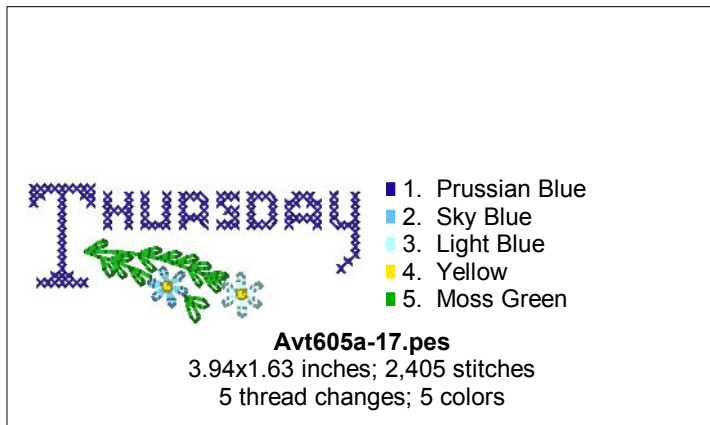 THURSDAY
1. Prussian Blue
2. Sky Blue
3. Light Blue
4. Yellow
5. Moss Green
Avt605a-17.pes
3.94x1.63 inches; 2,405 stitches
5 thread changes; 5 colors